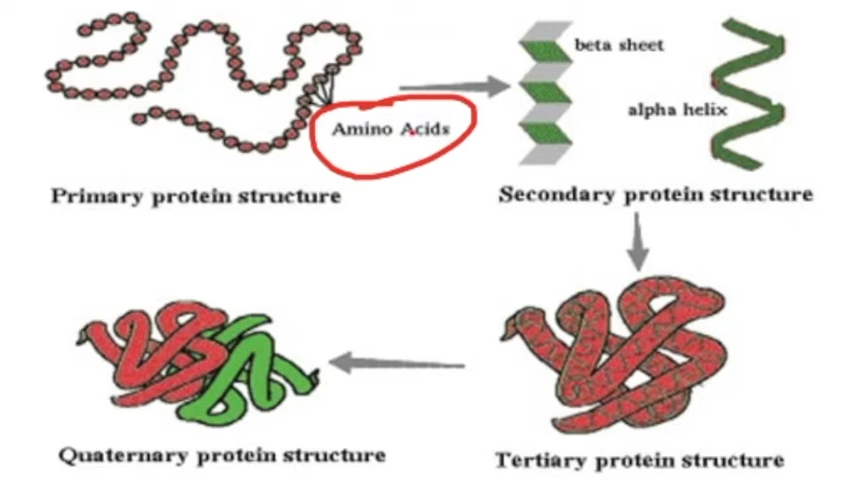 beta sheet
alpha helix
Amino Acids
Primary protein structure
Secondary protein structure
Quaternary protein structure
Tertiary protein structure